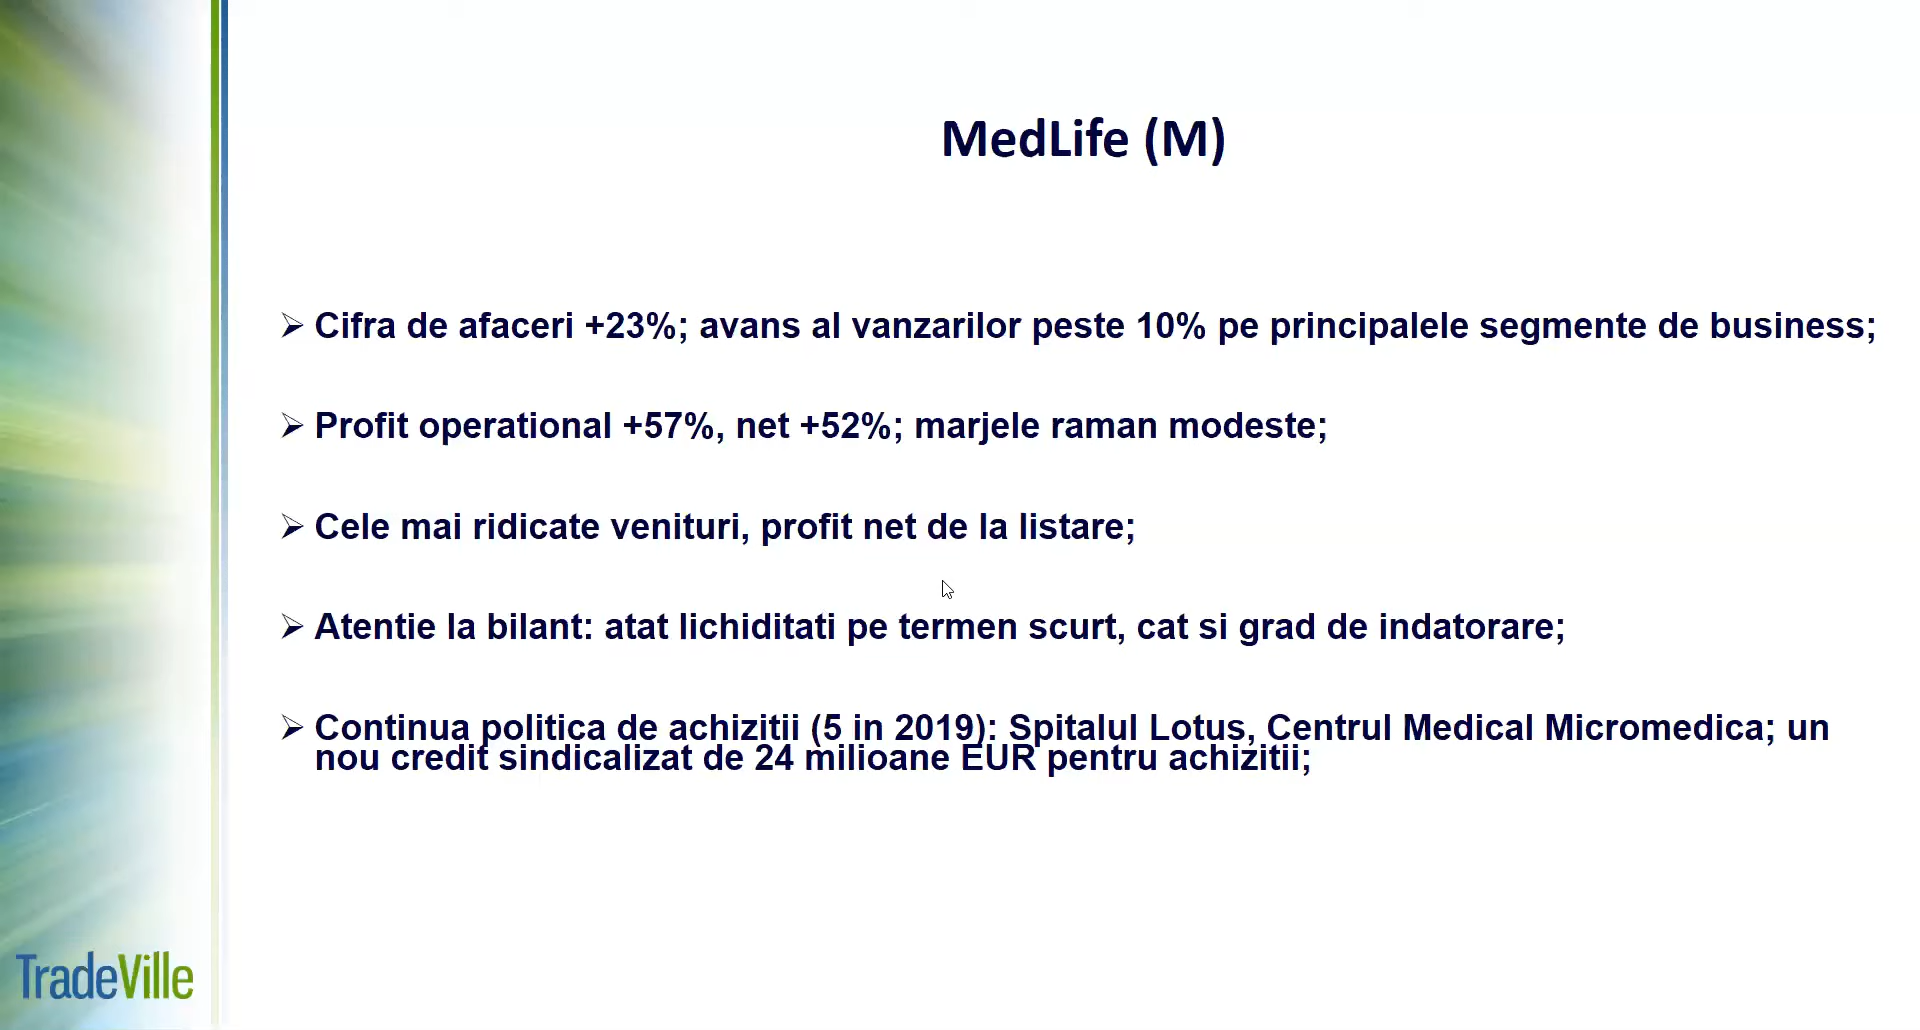 MedLife (M)
➢ Cifra de afaceri +23%; avans al vanzarilor peste 10% pe principalele segmente de business;
➢ Profit operational +57%, net +52%; marjele raman modeste;
➢ Cele mai ridicate venituri, profit net de la listare;
➢ Atentie la bilant: atat lichiditati pe termen scurt, cat si grad de indatorare;
➢ Continua politica de achizitii (5 in 2019): Spitalul Lotus, Centrul Medical Micromedica; un
nou credit sindicalizat de 24 milioane EUR pentru achizitii;
TradeVille